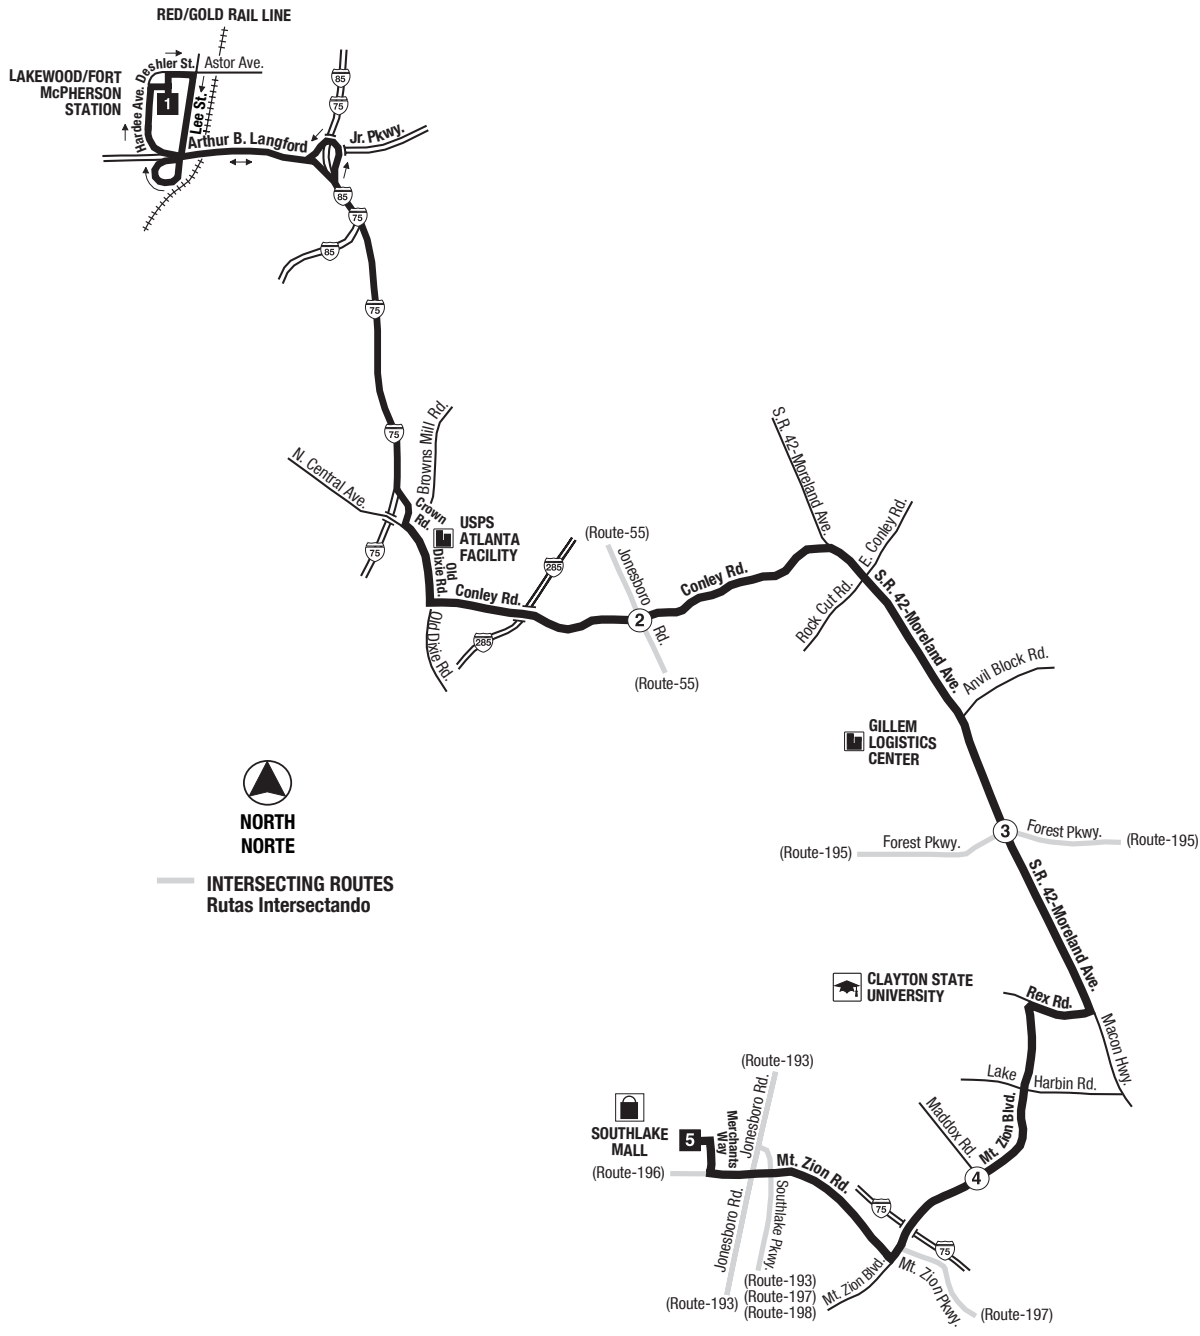 RED/GOLD RAIL LINE
LAKEWOOD/FORT
McPHERSON
STATION
Deshler St.
Astor Ave.
Hardee Ave.
Lee St.
1
Arthur B. Langford
Jr. Pkwy.
85
75
85
75
85
75
75
N. Central Ave.
Browns Mill Rd.
Crown
Rd.
75
USPS
ATLANTA
FACILITY
Old
Dixie Rd.
Conley Rd.
285
285
Old Dixie Rd.
(Route-55)
Jonesboro
Rd.
2
(Route-55)
Conley Rd.
S.R. 42-Moreland Ave.
E. Conley Rd.
Rock Cut Rd.
S.R. 42-Moreland Ave.
Anvil Block Rd.
GILLEM
LOGISTICS
CENTER
NORTH
NORTE
INTERSECTING ROUTES
Rutas Intersectando
(Route-195)
Forest Pkwy.
3
Forest Pkwy.
(Route-195)
S.R. 42-Moreland Ave.
CLAYTON STATE
UNIVERSITY
Rex Rd.
Macon Hwy.
Lake
Harbin Rd.
Mt. Zion Blvd.
Maddox Rd.
4
(Route-193)
Jonesboro Rd.
Merchants
Way
SOUTHLAKE
MALL
5
(Route-196)
Mt. Zion Rd.
Jonesboro Rd.
Southlake Pkwy.
75
75
(Route-193)
(Route-193)
(Route-197)
(Route-198)
Mt. Zion Blvd.
Mt. Zion Pkwy.
(Route-197)